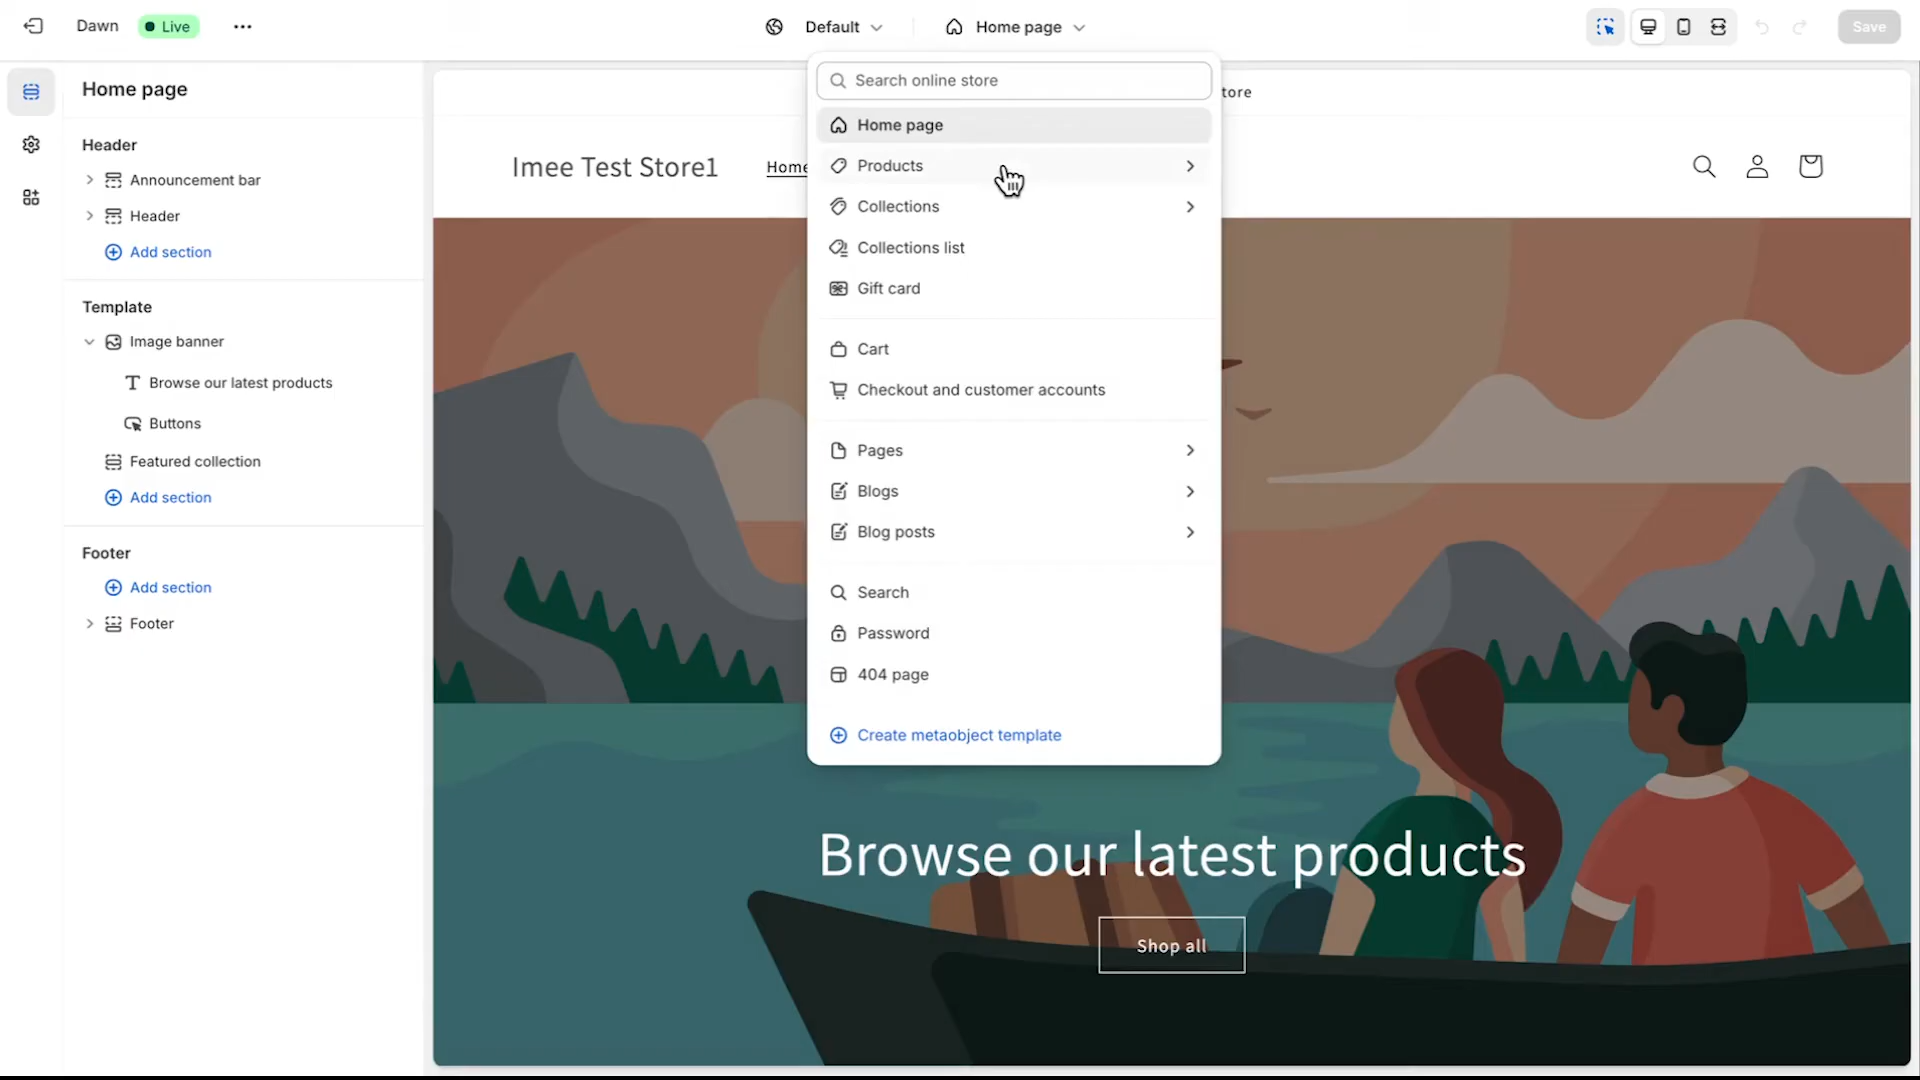 Dawn
Live
Default
Home page
Save
Home page
Header
Announcement bar
Header
Add section
Template
Image banner
Browse our latest products
Buttons
Featured collection
Add section
Footer
Add section
Footer
Search online store
Home page
Products
Collections
Collections list
Gift card
Cart
Checkout and customer accounts
Pages
Blogs
Blog posts
Search
Password
404 page
Create metaobject template
tore
Imee Test Store1
Home
Browse our latest products
Shop all